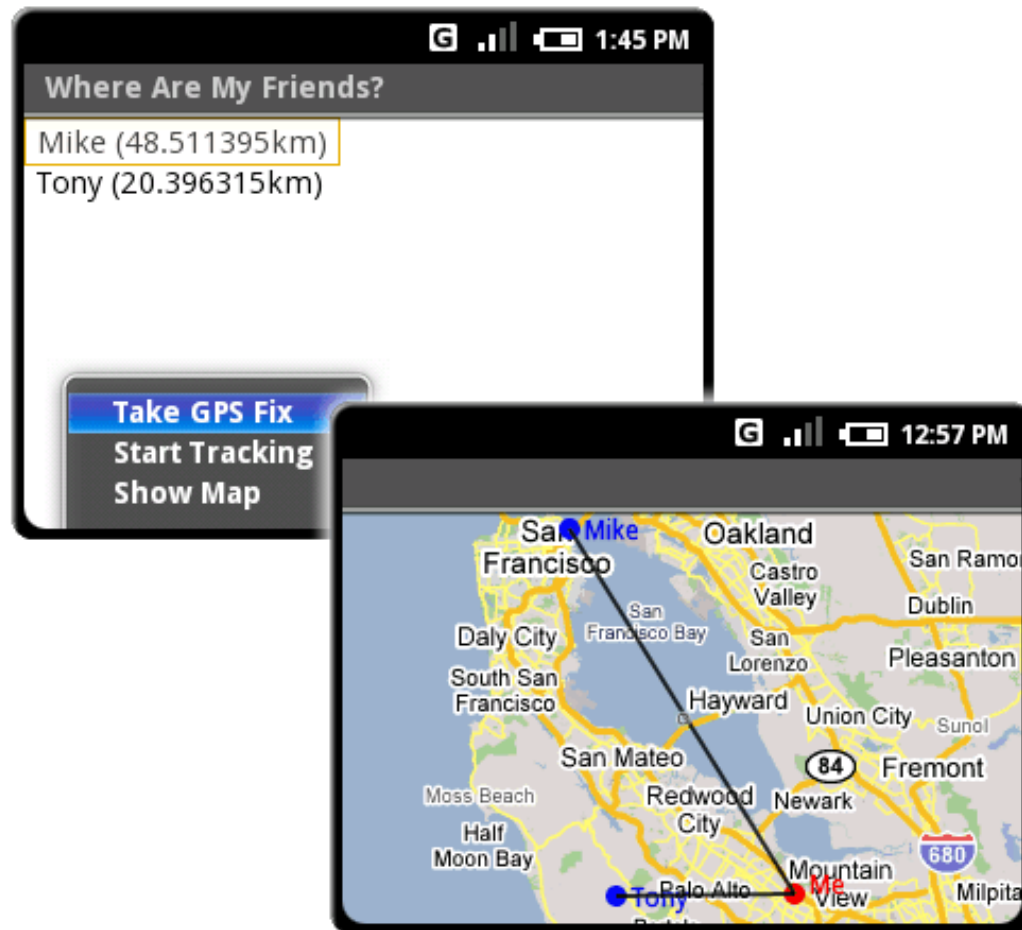 G 1:45 PM
Where Are My Friends?
Mike (48.511395km)
Tony (20.396315km)
Take GPS Fix
Start Tracking
Show Map
G 12:57 PM
San
Francisco
Mike
Oakland
San Ramo
Castro
Valley
Dublin
San
Francisco Bay
Daly City
San
Lorenzo
Pleasanton
South San
Francisco
Hayward
Union City
Sunol
San Mateo
84
Fremont
Moss Beach
Redwood
City
Newark
Half
Moon Bay
680
Mountain
View
Me
Palo Alto
Tony
Milpita